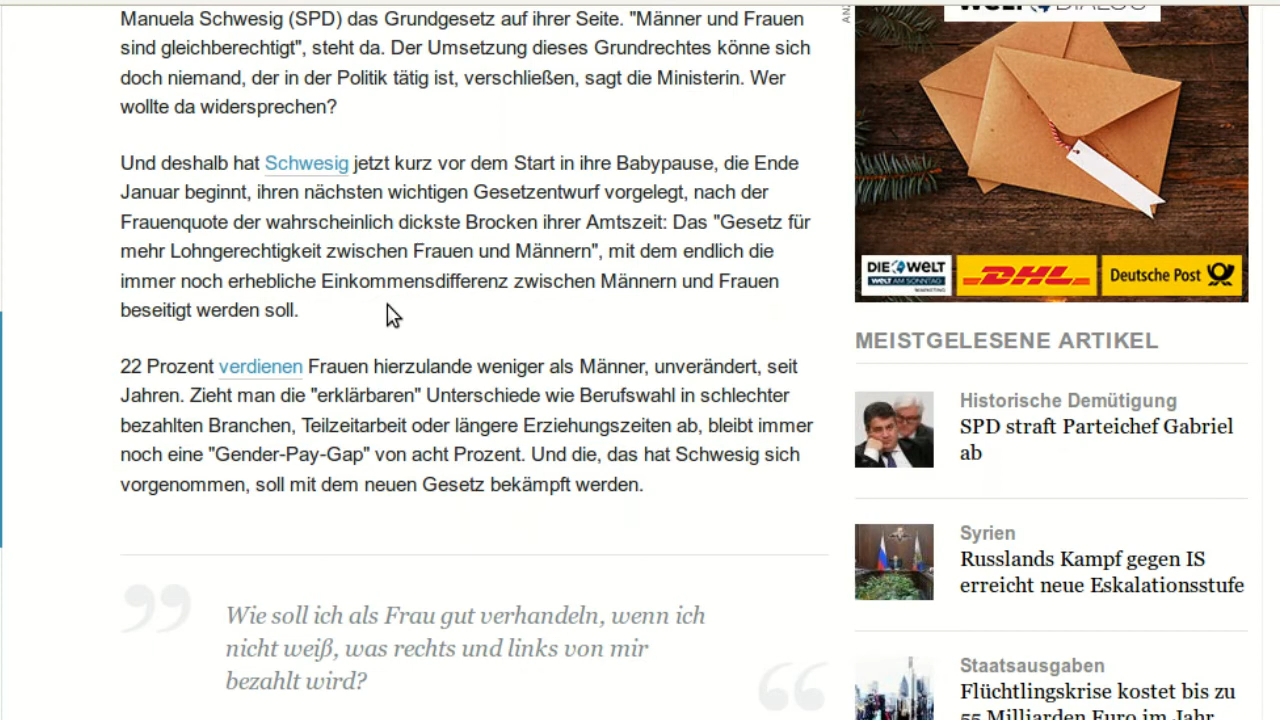 Manuela Schwesig (SPD) das Grundgesetz auf ihrer Seite. "Männer und Frauen
sind gleichberechtigt", steht da. Der Umsetzung dieses Grundrechtes könne sich
doch niemand, der in der Politik tätig ist, verschließen, sagt die Ministerin. Wer
wollte da widersprechen?
Und deshalb hat Schwesig jetzt kurz vor dem Start in ihre Babypause, die Ende
Januar beginnt, ihren nächsten wichtigen Gesetzentwurf vorgelegt, nach der
Frauenquote der wahrscheinlich dickste Brocken ihrer Amtszeit: Das "Gesetz für
mehr Lohngerechtigkeit zwischen Frauen und Männern", mit dem endlich die
immer noch erhebliche Einkommensdifferenz zwischen Männern und Frauen
beseitigt werden soll.
22 Prozent verdienen Frauen hierzulande weniger als Männer, unverändert, seit
Jahren. Zieht man die "erklärbaren" Unterschiede wie Berufswahl in schlechter
bezahlten Branchen, Teilzeitarbeit oder längere Erziehungszeiten ab, bleibt immer
noch eine "Gender-Pay-Gap" von acht Prozent. Und die, das hat Schwesig sich
vorgenommen, soll mit dem neuen Gesetz bekämpft werden.
Wie soll ich als Frau gut verhandeln, wenn ich
nicht weiß, was rechts und links von mir
bezahlt wird?
DIE WELT
WELT AM SONNTAG
MARKETING
DHL
Deutsche Post
MEISTGELESENE ARTIKEL
Historische Demütigung
SPD straft Parteichef Gabriel
ab
Syrien
Russlands Kampf gegen IS
erreicht neue Eskalationsstufe
Staatsausgaben
Flüchtlingskrise kostet bis zu
55 Milliarden Euro im Jahr